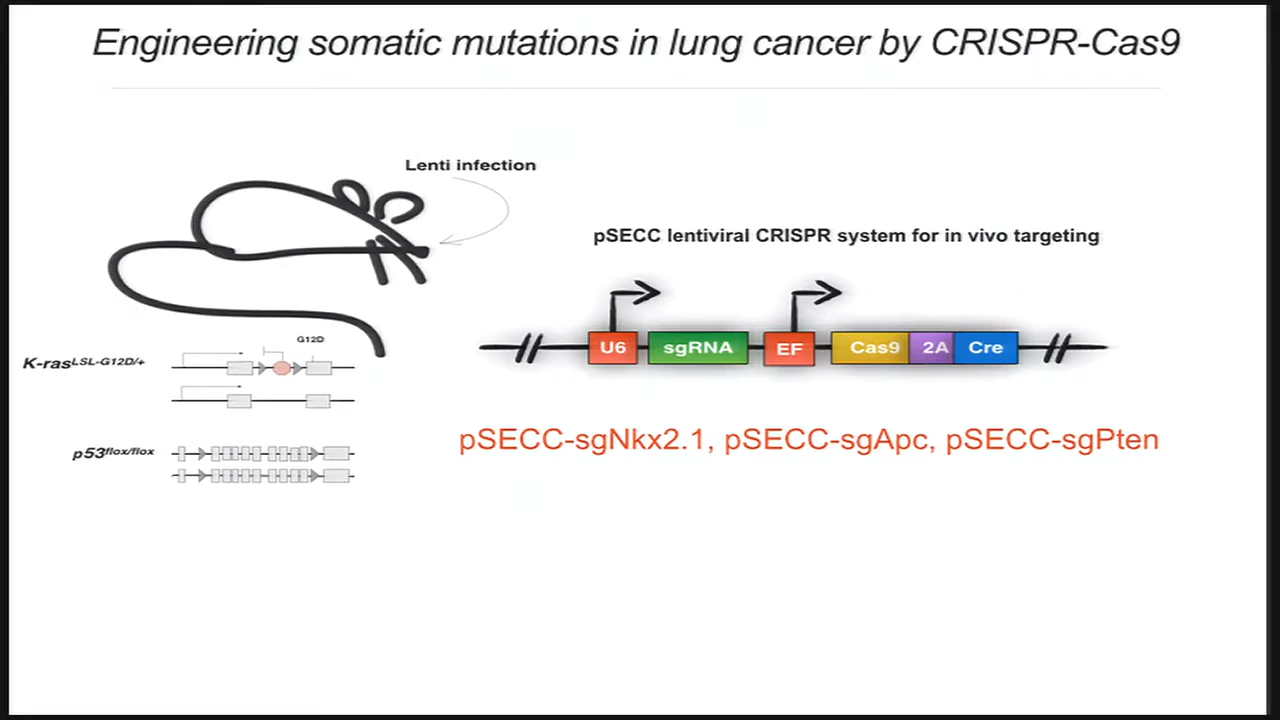 Engineering somatic mutations in lung cancer by CRISPR-Cas9
Lenti infection
pSECC lentiviral CRISPR system for in vivo targeting
U6 sgRNA EF Cas9 2A Cre
G12D
K-rasLSL-G12D/+
pSECC-sgNkx2.1, pSECC-sgApc, pSECC-sgPten
p53flox/flox